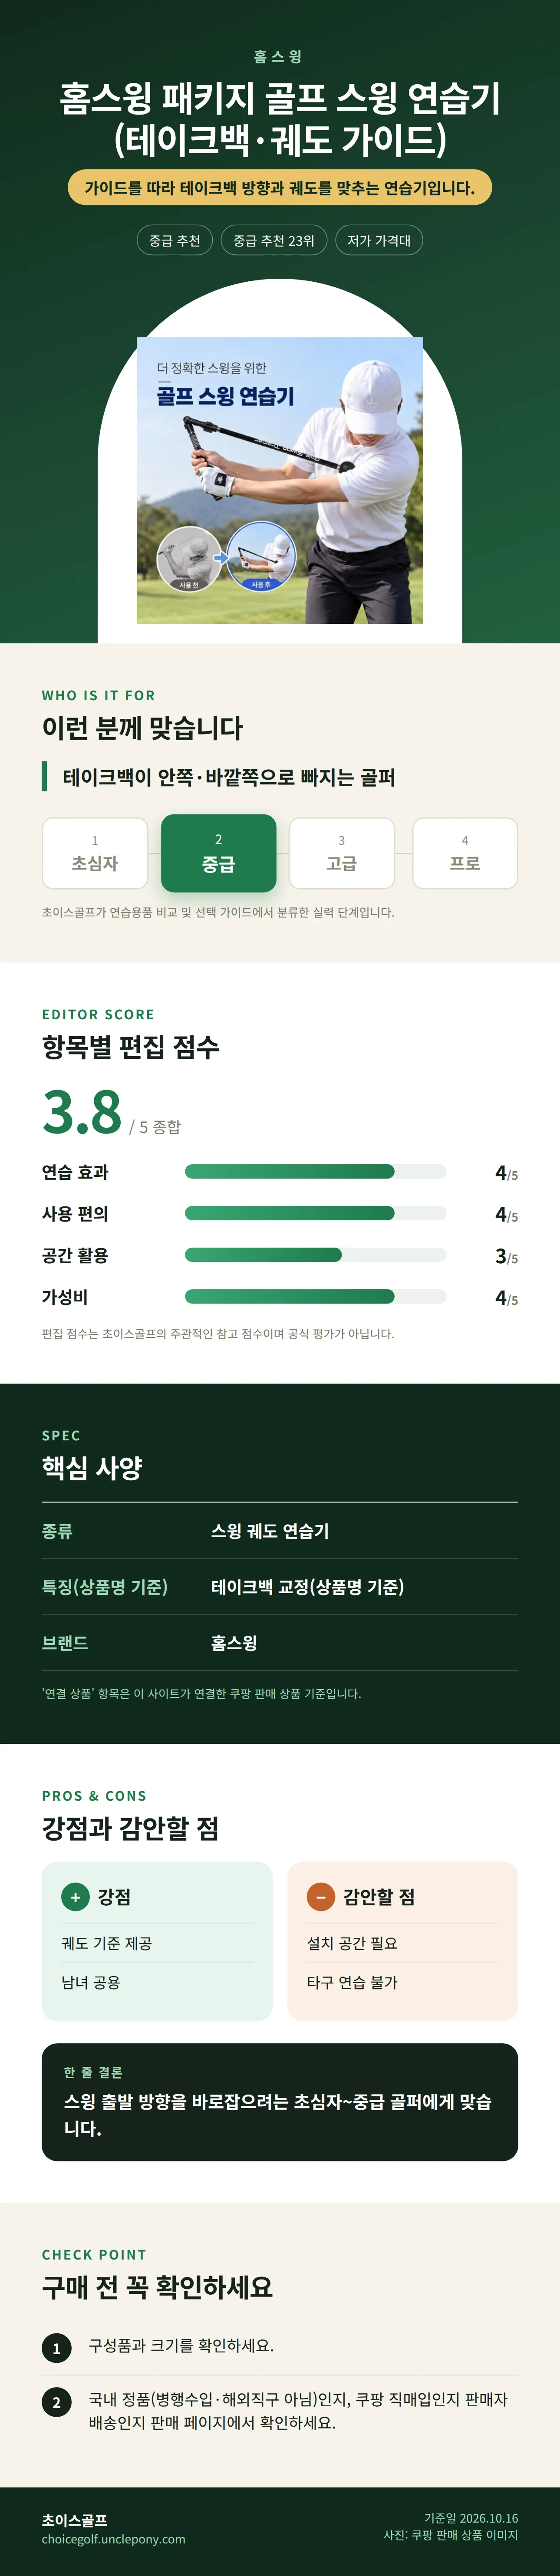 홈스윙
홈스윙 패키지 골프 스윙 연습기
(테이크백·궤도 가이드)
가이드를 따라 테이크백 방향과 궤도를 맞추는 연습기입니다.
중급 추천
중급 추천 23위
저가 가격대
더 정확한 스윙을 위한
골프 스윙 연습기
사용 전
사용 후
WHO IS IT FOR
이런 분께 맞습니다
테이크백이 안쪽·바깥쪽으로 빠지는 골퍼
1
초심자
2
중급
3
고급
4
프로
초이스골프가 연습용품 비교 및 선택 가이드에서 분류한 실력 단계입니다.
EDITOR SCORE
항목별 편집 점수
3.8 / 5 종합
연습 효과 4/5
사용 편의 4/5
공간 활용 3/5
가성비 4/5
편집 점수는 초이스골프의 주관적인 참고 점수이며 공식 평가가 아닙니다.
SPEC
핵심 사양
종류 스윙 궤도 연습기
특징(상품명 기준) 테이크백 교정(상품명 기준)
브랜드 홈스윙
'연결 상품' 항목은 이 사이트가 연결한 쿠팡 판매 상품 기준입니다.
PROS & CONS
강점과 감안할 점
+ 강점
궤도 기준 제공
남녀 공용
− 감안할 점
설치 공간 필요
타구 연습 불가
한 줄 결론
스윙 출발 방향을 바로잡으려는 초심자~중급 골퍼에게 맞습
니다.
CHECK POINT
구매 전 꼭 확인하세요
1 구성품과 크기를 확인하세요.
2 국내 정품(병행수입·해외직구 아님)인지, 쿠팡 직매입인지 판매자
배송인지 판매 페이지에서 확인하세요.
초이스골프
choicegolf.unclepony.com
기준일 2026.10.16
사진: 쿠팡 판매 상품 이미지